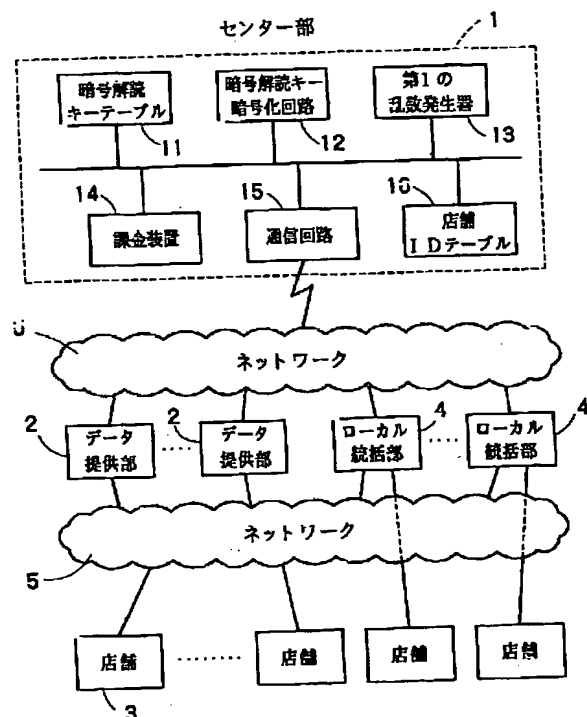 センター部
1
暗号解読
キーテーブル
11
暗号解読キー
暗号化回路
12
第1の
乱数発生器
13
14
課金装置
15
通信回路
16
店舗
IDテーブル
ネットワーク
2
データ
提供部
2
データ
提供部
4
ローカル
統括部
4
ローカル
統括部
‥‥
‥‥
ネットワーク
5
店舗
3
………
店舗
店舗
店舗